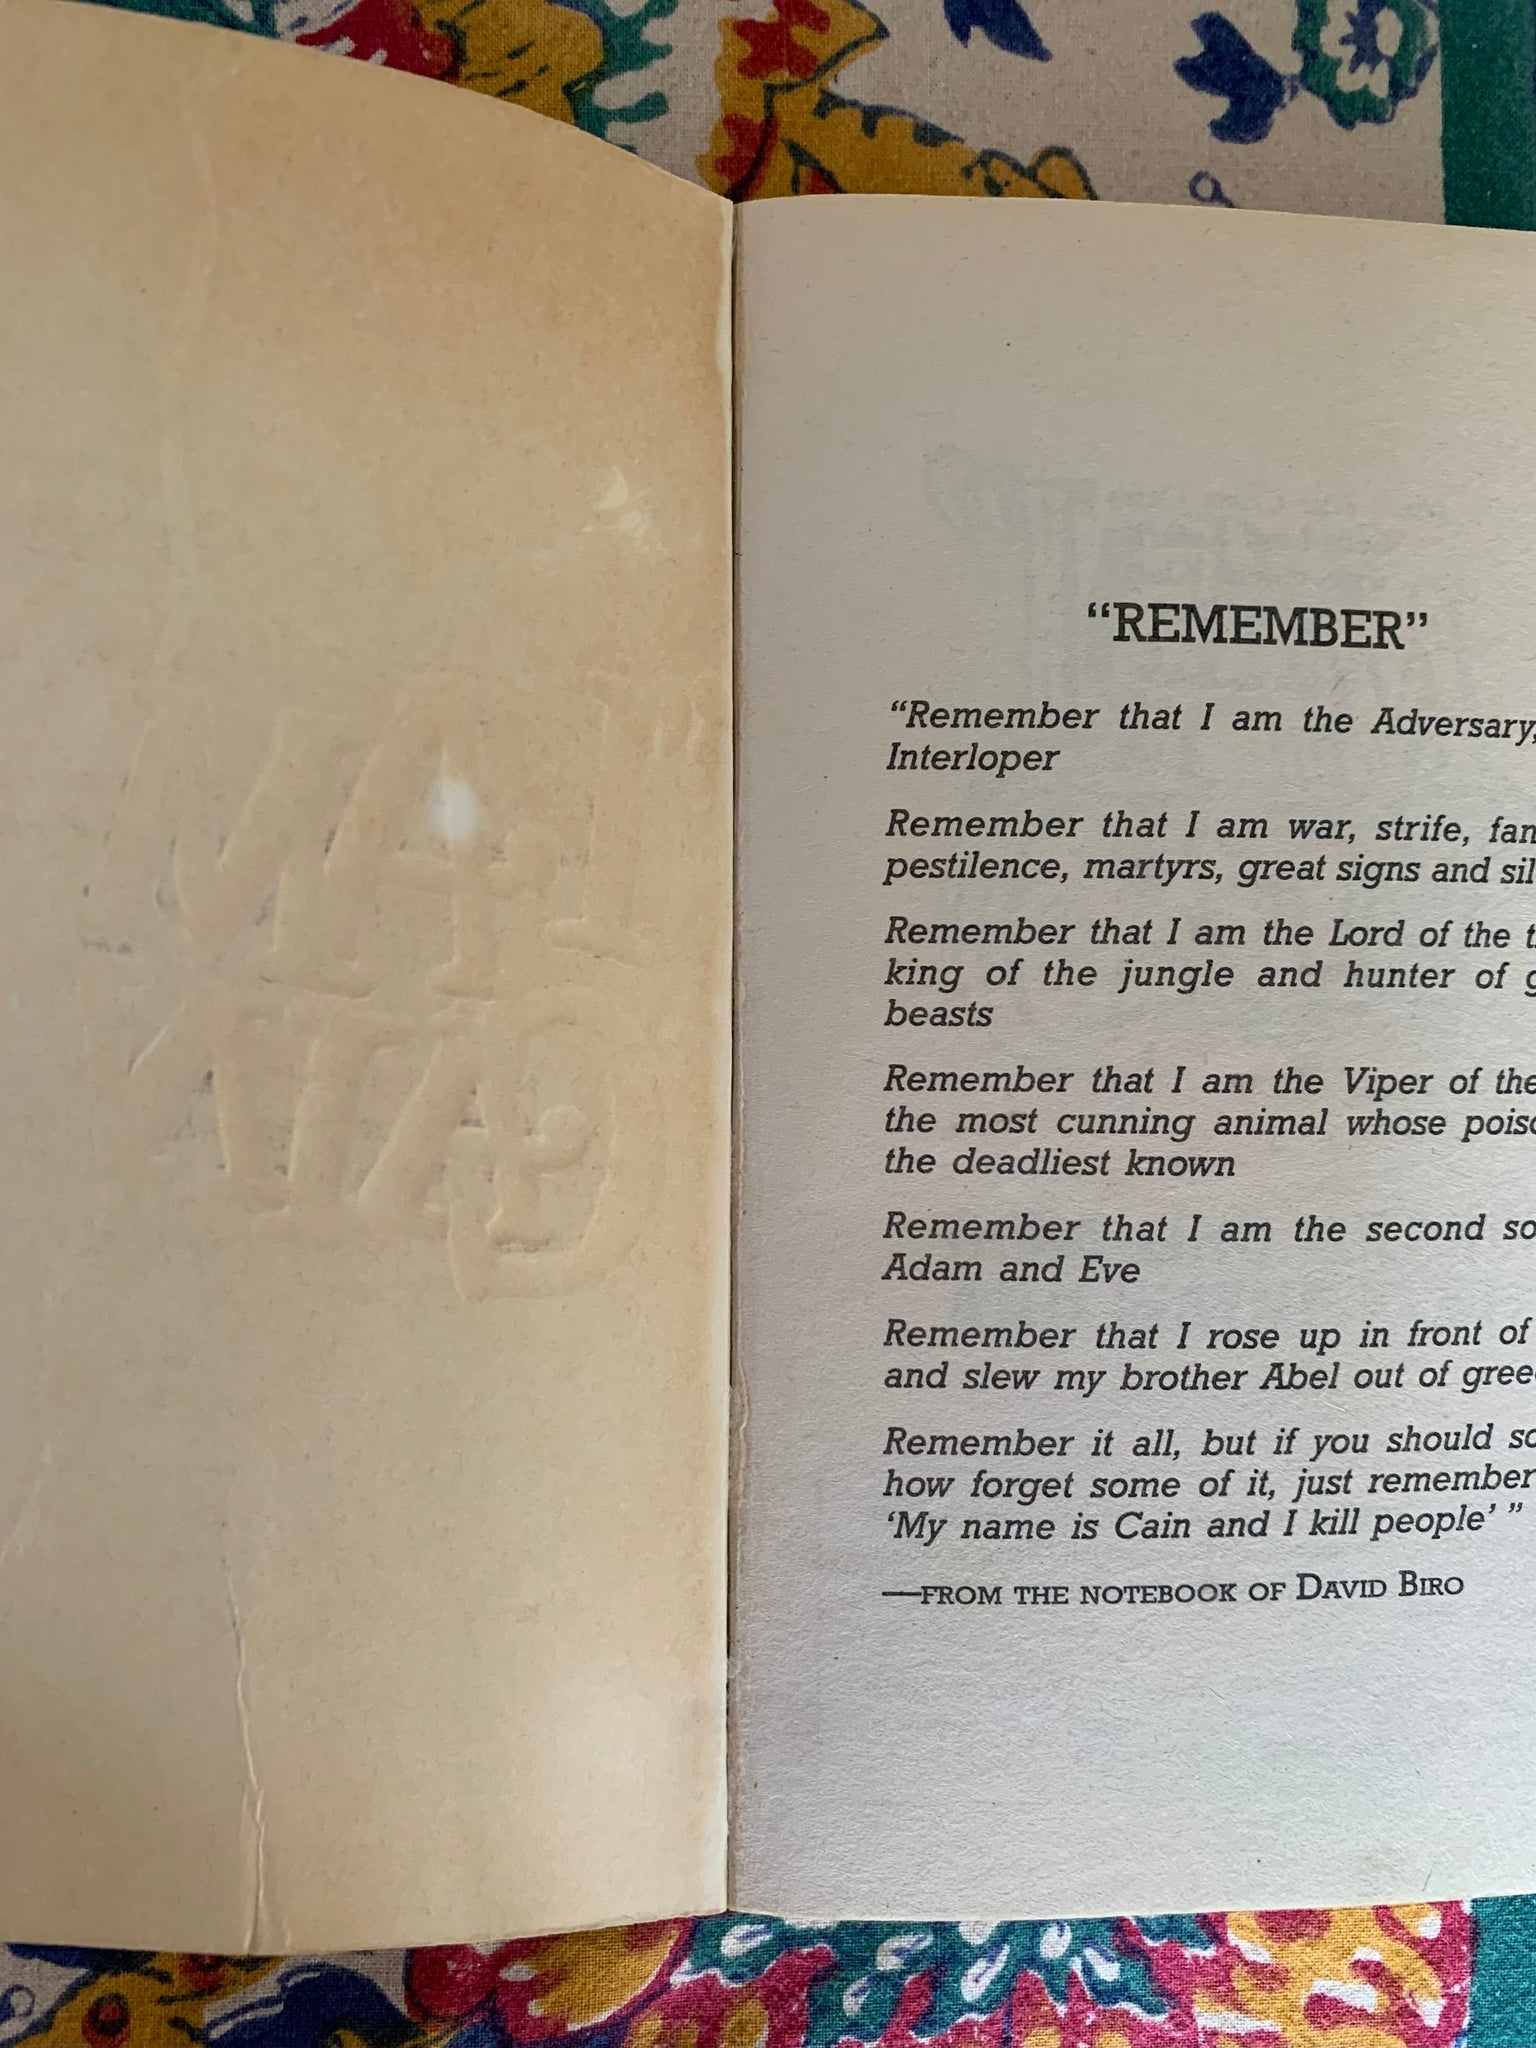 “REMEMBER”
“Remember that I am the Adversary,
Interloper
Remember that I am war, strife,
pestilence, martyrs, great signs and
Remember that I am the Lord of the
king of the jungle and hunter of
beasts
Remember that I am the Viper of the
the most cunning animal whose
the deadliest known
Remember that I am the second
Adam and Eve
Remember that I rose up in front of
and slew my brother Abel out of
Remember it all, but if you should
how forget some of it, just remember
‘My name is Cain and I kill people’ ”
—FROM THE NOTEBOOK OF DAVID BIRO